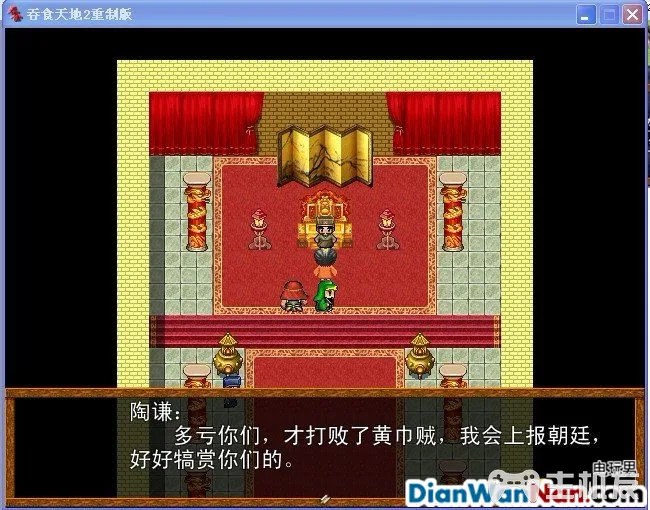 吞食天地2重制版
陶谦：
多亏你们，才打败了黄巾贼，我会上报朝廷，
好好犒赏你们的。
电玩男
DianWanNan.com